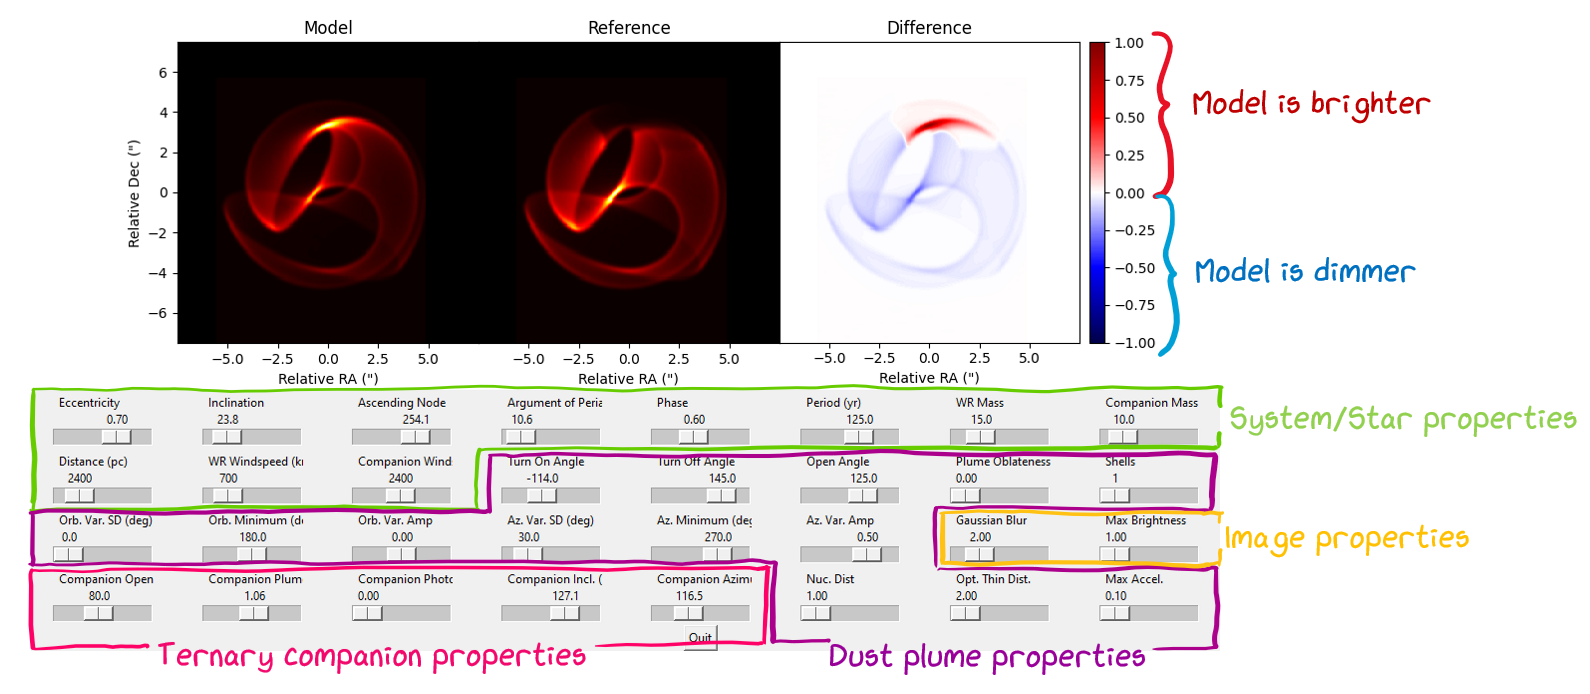 Model Reference Difference
6
4
2
0
−2
−4
−6
Relative Dec (")
−5.0 −2.5 0.0 2.5 5.0
−5.0 −2.5 0.0 2.5 5.0
−5.0 −2.5 0.0 2.5 5.0
Relative RA (") Relative RA (") Relative RA (")
1.00
0.75
0.50
0.25
0.00
−0.25
−0.50
−0.75
−1.00
Model is brighter
Model is dimmer
Eccentricity Inclination Ascending Node Argument of Peria Phase Period (yr) WR Mass Companion Mass
0.70 23.8 254.1 10.6 0.60 125.0 15.0 10.0
System/Star properties
Distance (pc) WR Windspeed (kı Companion Wind: Turn On Angle Turn Off Angle Open Angle Plume Oblateness Shells
2400 700 2400 -114.0 145.0 125.0 0.00 1
Orb. Var. SD (deg) Orb. Minimum (de Orb. Var. Amp Az. Var. SD (deg) Az. Minimum (deg Az. Var. Amp Gaussian Blur Max Brightness
0.0 180.0 0.00 30.0 270.0 0.50 2.00 1.00
Image properties
Companion Open Companion Plum Companion Photo Companion Incl. ( Companion Azim Nuc. Dist Opt. Thin Dist. Max Accel.
80.0 1.06 0.00 127.1 116.5 1.00 2.00 0.10
Quit
Ternary companion properties
Dust plume properties